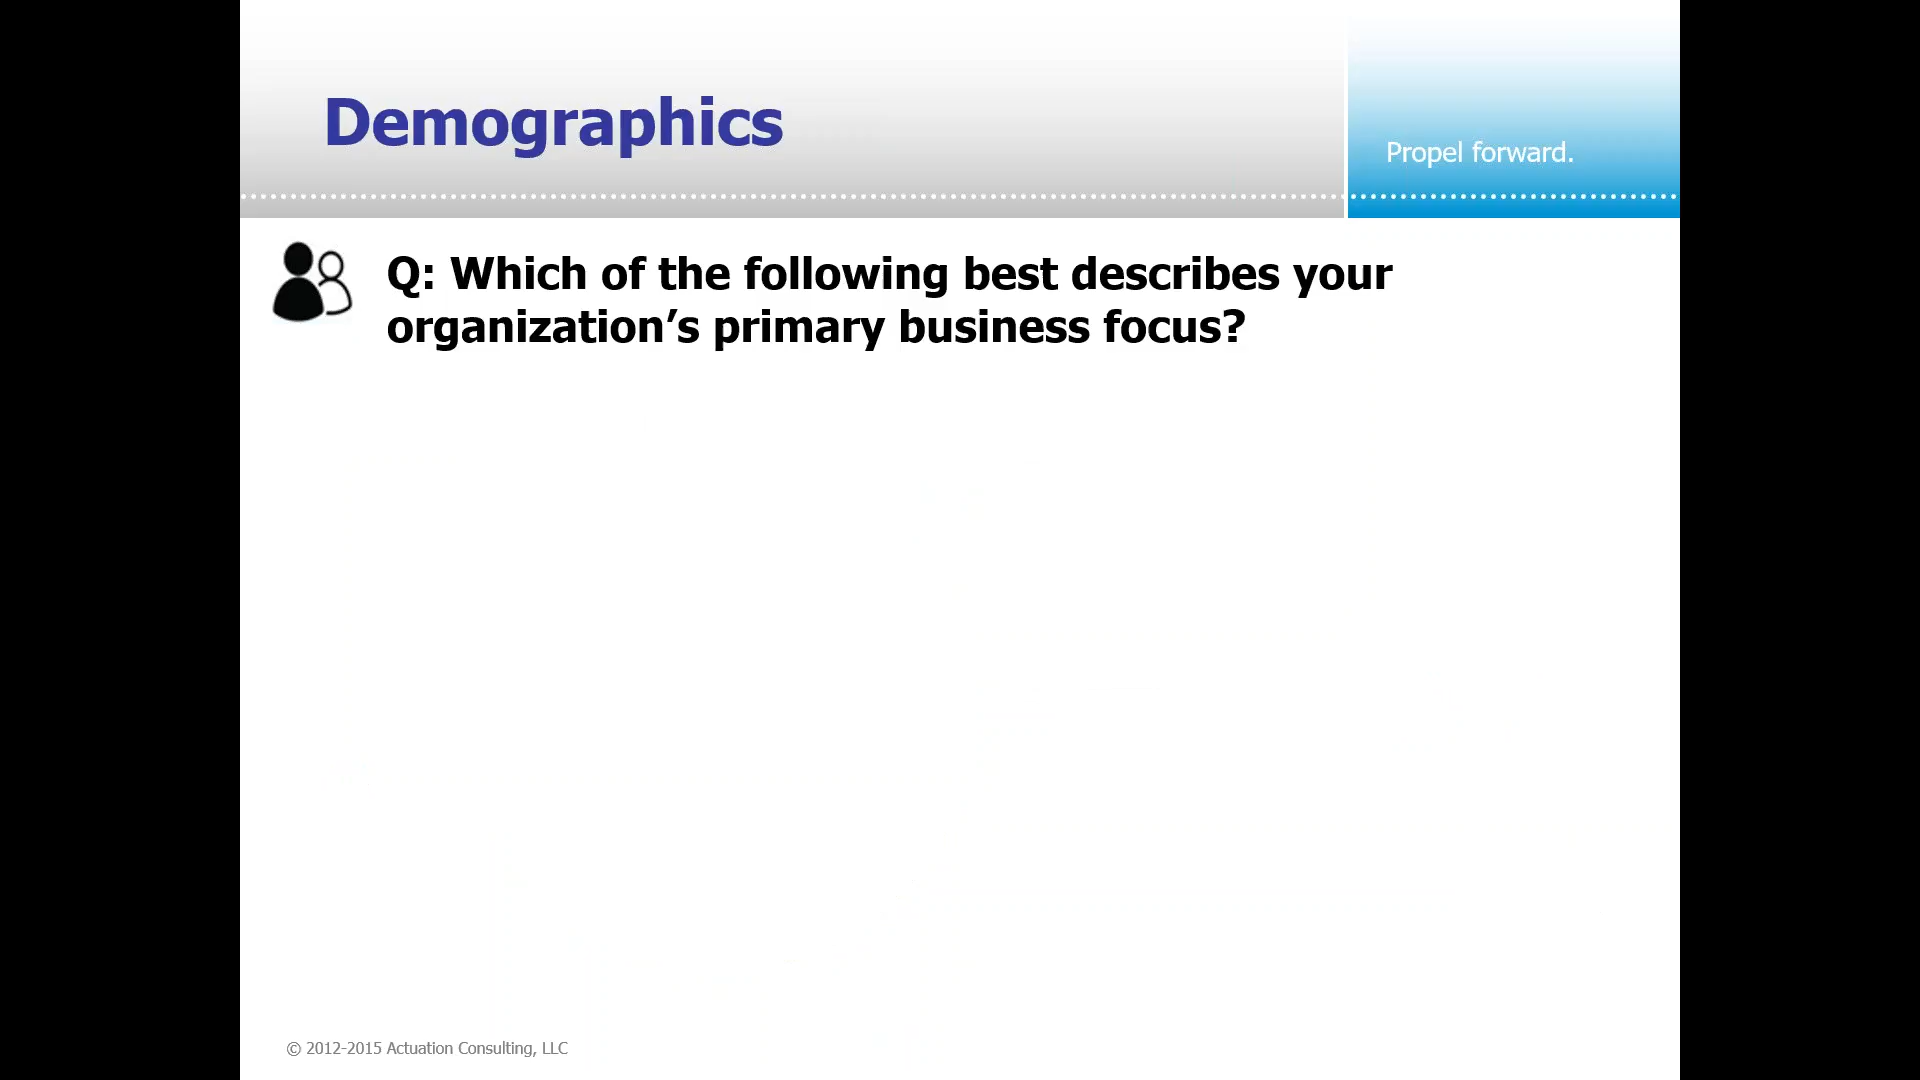 Demographics
Propel forward.
Q: Which of the following best describes your
organization’s primary business focus?
© 2012-2015 Actuation Consulting, LLC